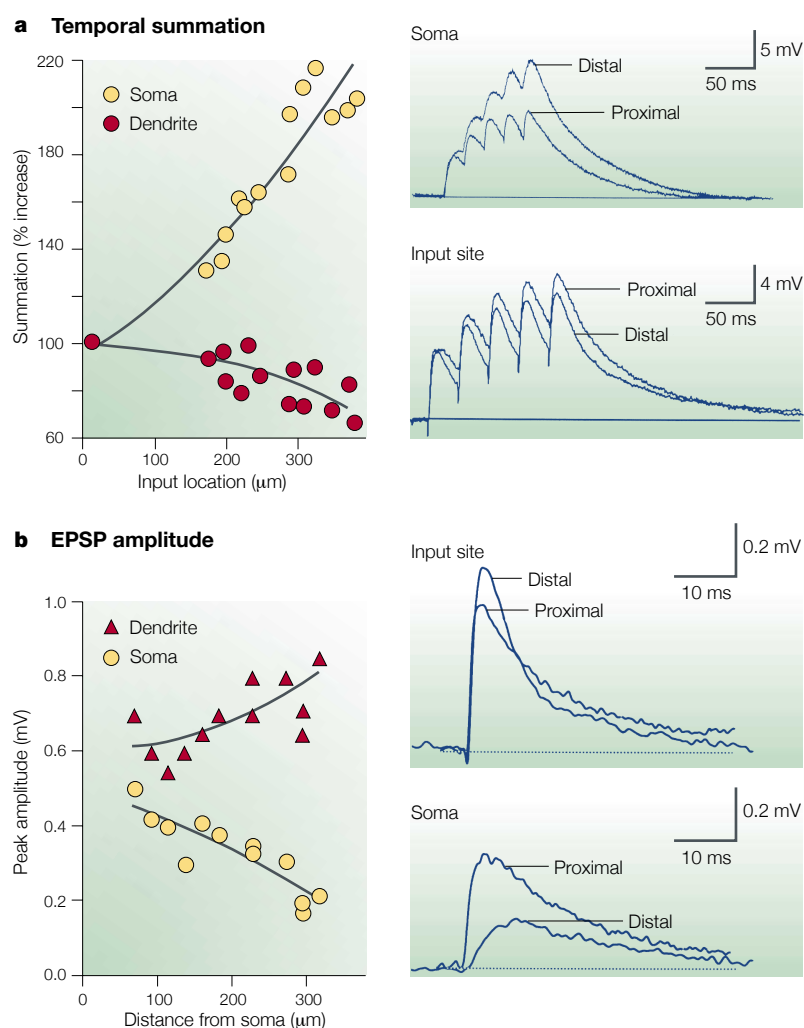 a Temporal summation
220
180
140
100
60
Summation (% increase)
Soma
Dendrite
0
100
200
300
Input location (μm)
Soma
5 mV
50 ms
Distal
Proximal
Input site
4 mV
50 ms
Proximal
Distal
b EPSP amplitude
1.0
0.8
0.6
0.4
0.2
0.0
Peak amplitude (mV)
Dendrite
Soma
0
100
200
300
Distance from soma (μm)
Input site
0.2 mV
10 ms
Distal
Proximal
Soma
0.2 mV
10 ms
Proximal
Distal